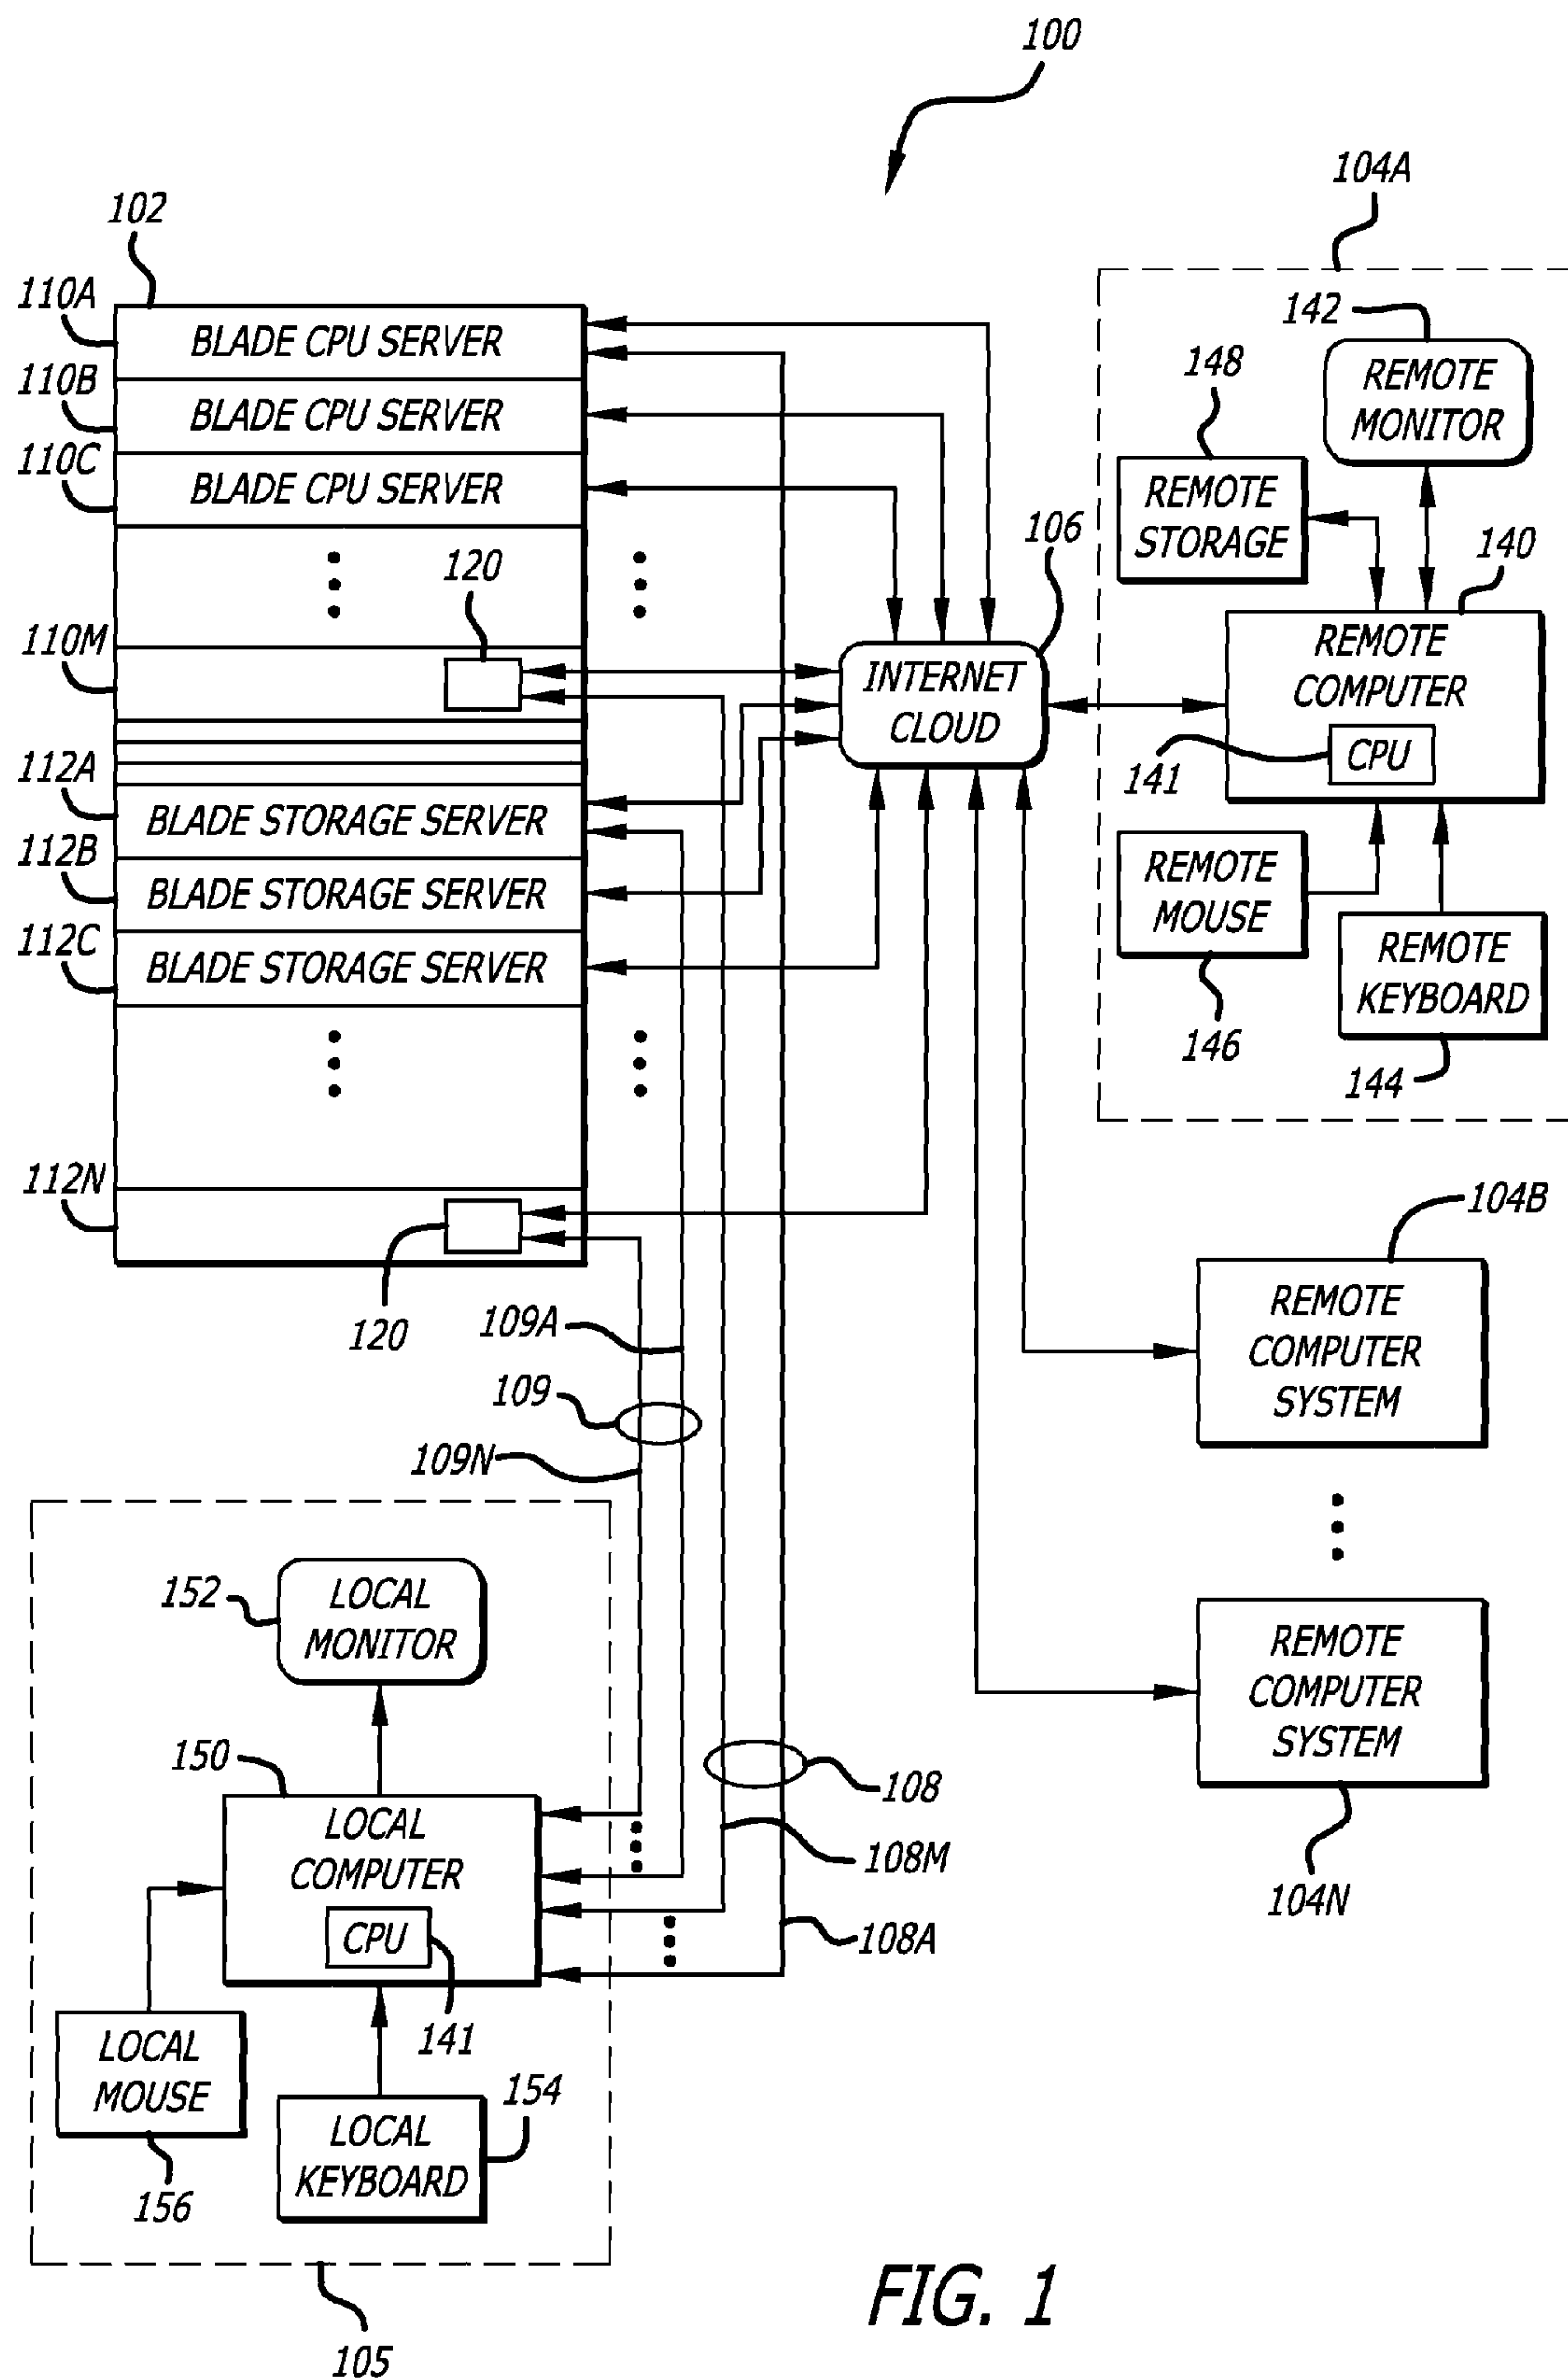 100
104A
102
142
110A
BLADE CPU SERVER
148
REMOTE
MONITOR
110B
BLADE CPU SERVER
110C
BLADE CPU SERVER
REMOTE
STORAGE
106
140
120
110M
REMOTE
COMPUTER
INTERNET
CLOUD
CPU
141
112A
BLADE STORAGE SERVER
112B
BLADE STORAGE SERVER
REMOTE
MOUSE
112C
BLADE STORAGE SERVER
REMOTE
KEYBOARD
146
144
112N
104B
120
109A
REMOTE
COMPUTER
SYSTEM
109
109N
152
LOCAL
MONITOR
REMOTE
COMPUTER
SYSTEM
150
108
LOCAL
COMPUTER
108M
104N
CPU
108A
141
LOCAL
MOUSE
154
LOCAL
KEYBOARD
156
105
FIG. 1